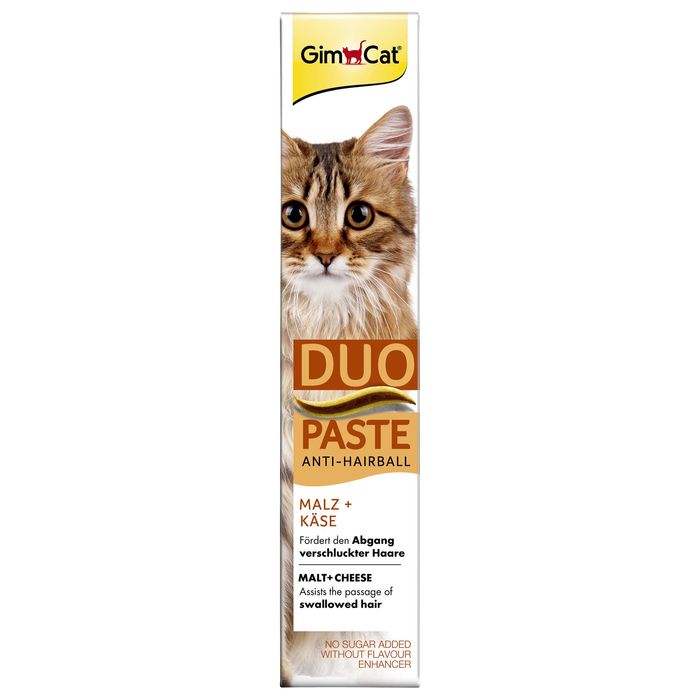 GimCat®
DUO
PASTE
ANTI-HAIRBALL
MALZ +
KÄSE
Fördert den Abgang
verschluckter Haare
MALT+CHEESE
Assists the passage of
swallowed hair
NO SUGAR ADDED
WITHOUT FLAVOUR
ENHANCER